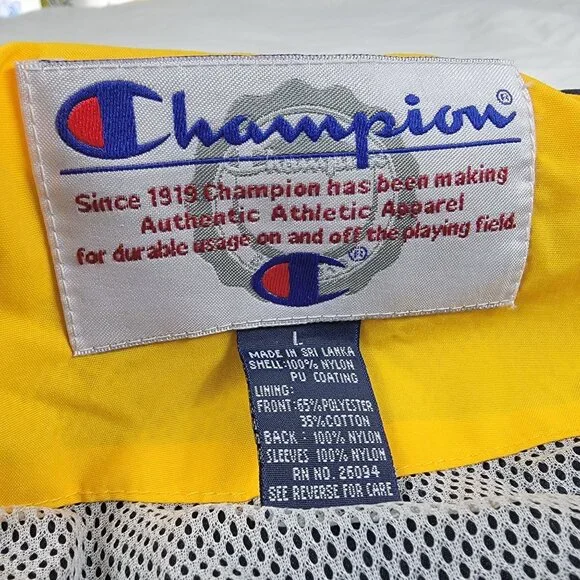 Champion®
Since 1919 Champion has been making
Authentic Athletic Apparel
for durable usage on and off the playing field.
®
L
MADE IN SRI LANKA
SHELL:100% NYLON
PU COATING
LINING:
FRONT:65%POLYESTER
35%COTTON
BACK: 100% NYLON
SLEEVES 100% NYLON
RN NO. 26094
SEE REVERSE FOR CARE